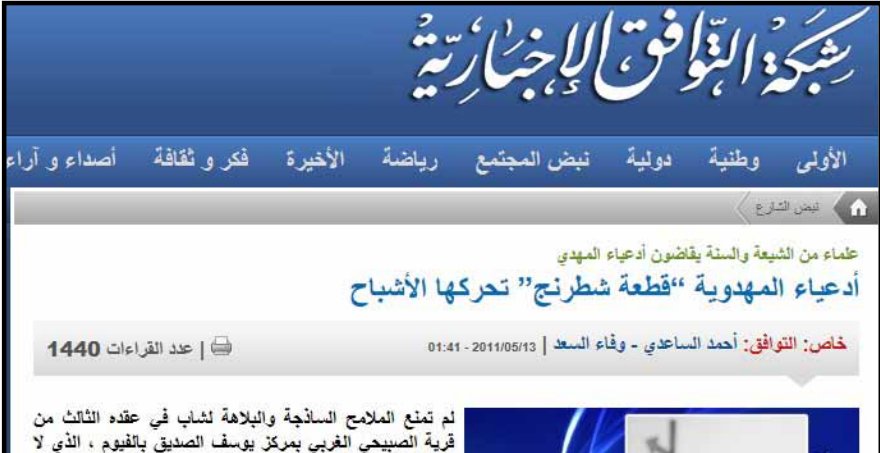 شبكة التوافق الإخبارية
الأولى وطنية دولية نبض المجتمع رياضة الأخيرة فكر و ثقافة أصداء و آراء
نبض الشارع
علماء من الشيعة والسنة يقاضون أدعياء المهدي
أدعياء المهدوية “قطعة شطرنج” تحركها الأشباح
خاص: التوافق: أحمد الساعدي - وفاء السعد | 2011/05/13 - 01:41 | عدد القراءات 1440
لم تمنع الملامح الساذجة والبلاهة لشاب في عقده الثالث من
قرية الصبيحي الغربي بمركز يوسف الصديق بالفيوم ، الذي لا